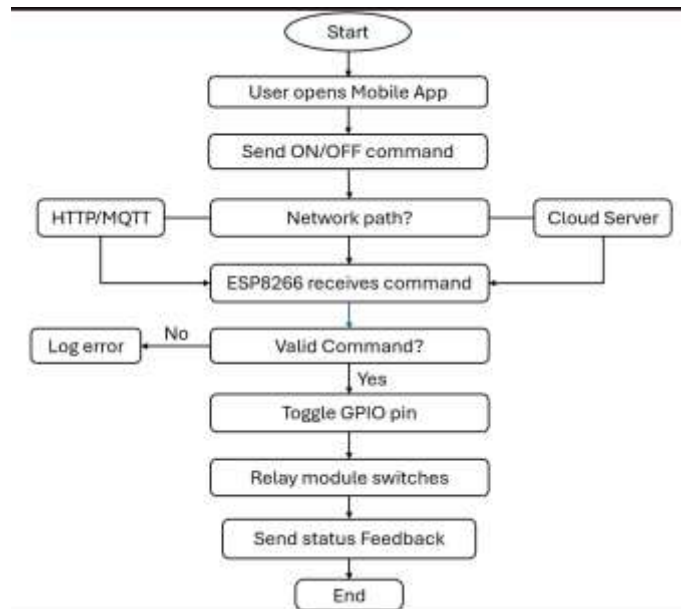 Start
User opens Mobile App
Send ON/OFF command
HTTP/MQTT
Network path?
Cloud Server
ESP8266 receives command
Log error
No
Valid Command?
Yes
Toggle GPIO pin
Relay module switches
Send status Feedback
End